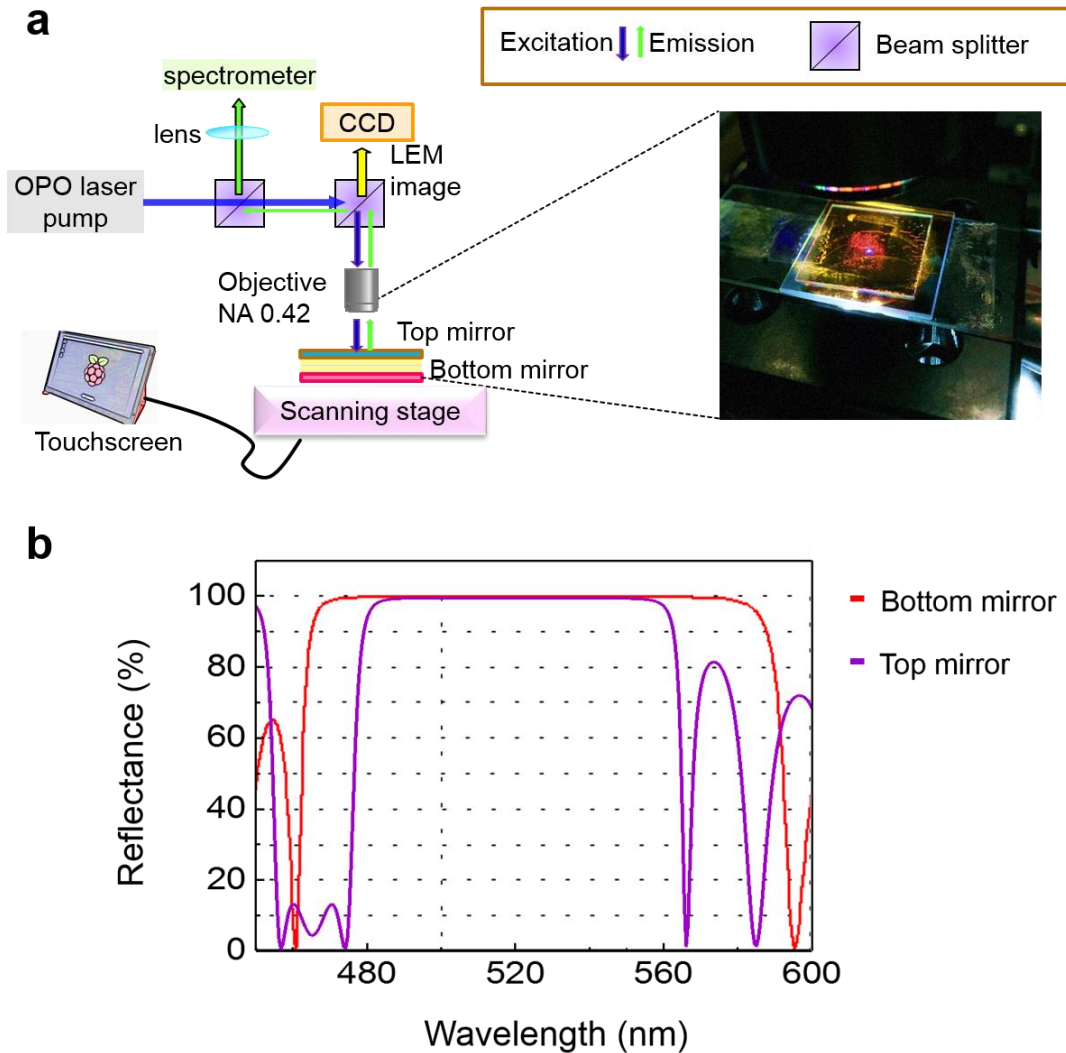 a
Excitation
Emission
Beam splitter
spectrometer
lens
CCD
LEM
image
OPO laser
pump
Objective
NA 0.42
Top mirror
Bottom mirror
Scanning stage
Touchscreen
b
Reflectance (%)
100
80
60
40
20
0
480
520
560
600
Wavelength (nm)
Bottom mirror
Top mirror